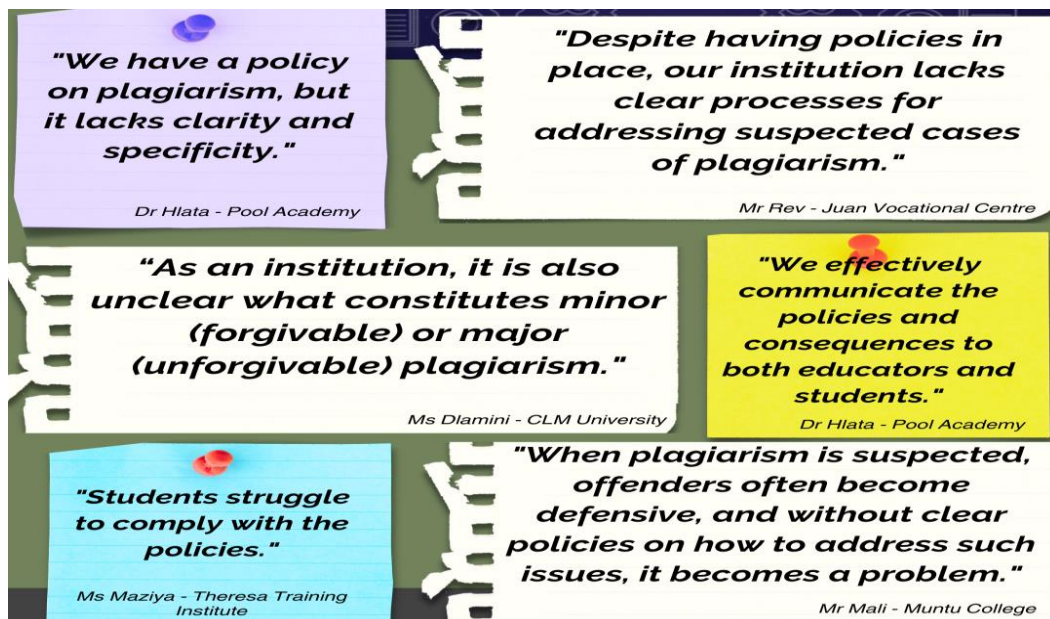 "We have a policy
on plagiarism, but
it lacks clarity and
specificity."
Dr Hlata - Pool Academy
"Despite having policies in
place, our institution lacks
clear processes for
addressing suspected cases
of plagiarism."
Mr Rev - Juan Vocational Centre
"As an institution, it is also
unclear what constitutes minor
(forgivable) or major
(unforgivable) plagiarism."
Ms Dlamini - CLM University
"We effectively
communicate the
policies and
consequences to
both educators and
students."
Dr Hlata - Pool Academy
"Students struggle
to comply with the
policies."
Ms Maziya - Theresa Training
Institute
"When plagiarism is suspected,
offenders often become
defensive, and without clear
policies on how to address such
issues, it becomes a problem."
Mr Mali - Muntu College